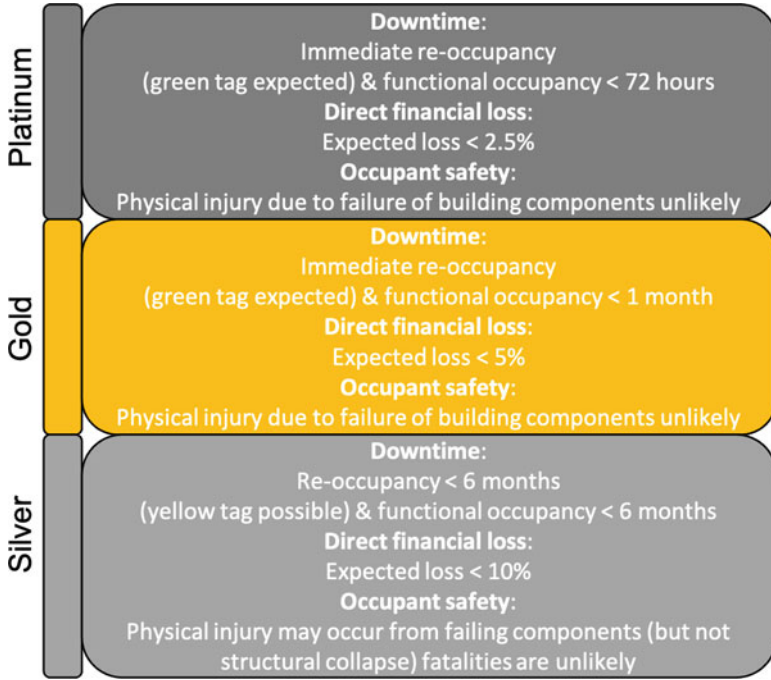 Platinum
Downtime:
Immediate re-occupancy
(green tag expected) & functional occupancy < 72 hours
Direct financial loss:
Expected loss < 2.5%
Occupant safety:
Physical injury due to failure of building components unlikely
Gold
Downtime:
Immediate re-occupancy
(green tag expected) & functional occupancy < 1 month
Direct financial loss:
Expected loss < 5%
Occupant safety:
Physical injury due to failure of building components unlikely
Silver
Downtime:
Re-occupancy < 6 months
(yellow tag possible) & functional occupancy < 6 months
Direct financial loss:
Expected loss < 10%
Occupant safety:
Physical injury may occur from failing components (but not
structural collapse) fatalities are unlikely